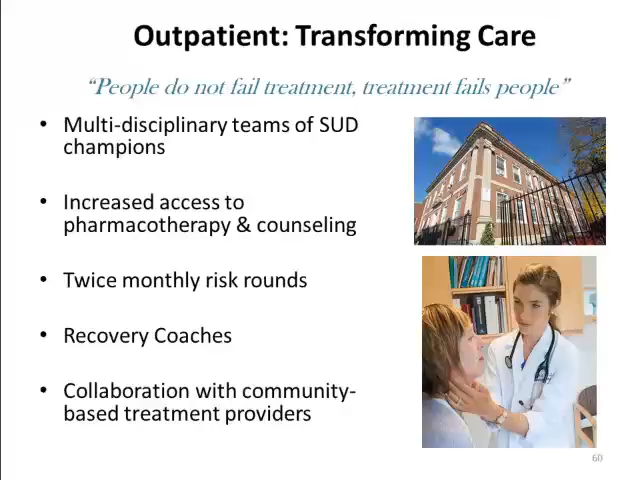 Outpatient: Transforming Care
“People do not fail treatment, treatment fails people”
• Multi-disciplinary teams of SUD
champions
• Increased access to
pharmacotherapy & counseling
• Twice monthly risk rounds
• Recovery Coaches
• Collaboration with community-
based treatment providers
60